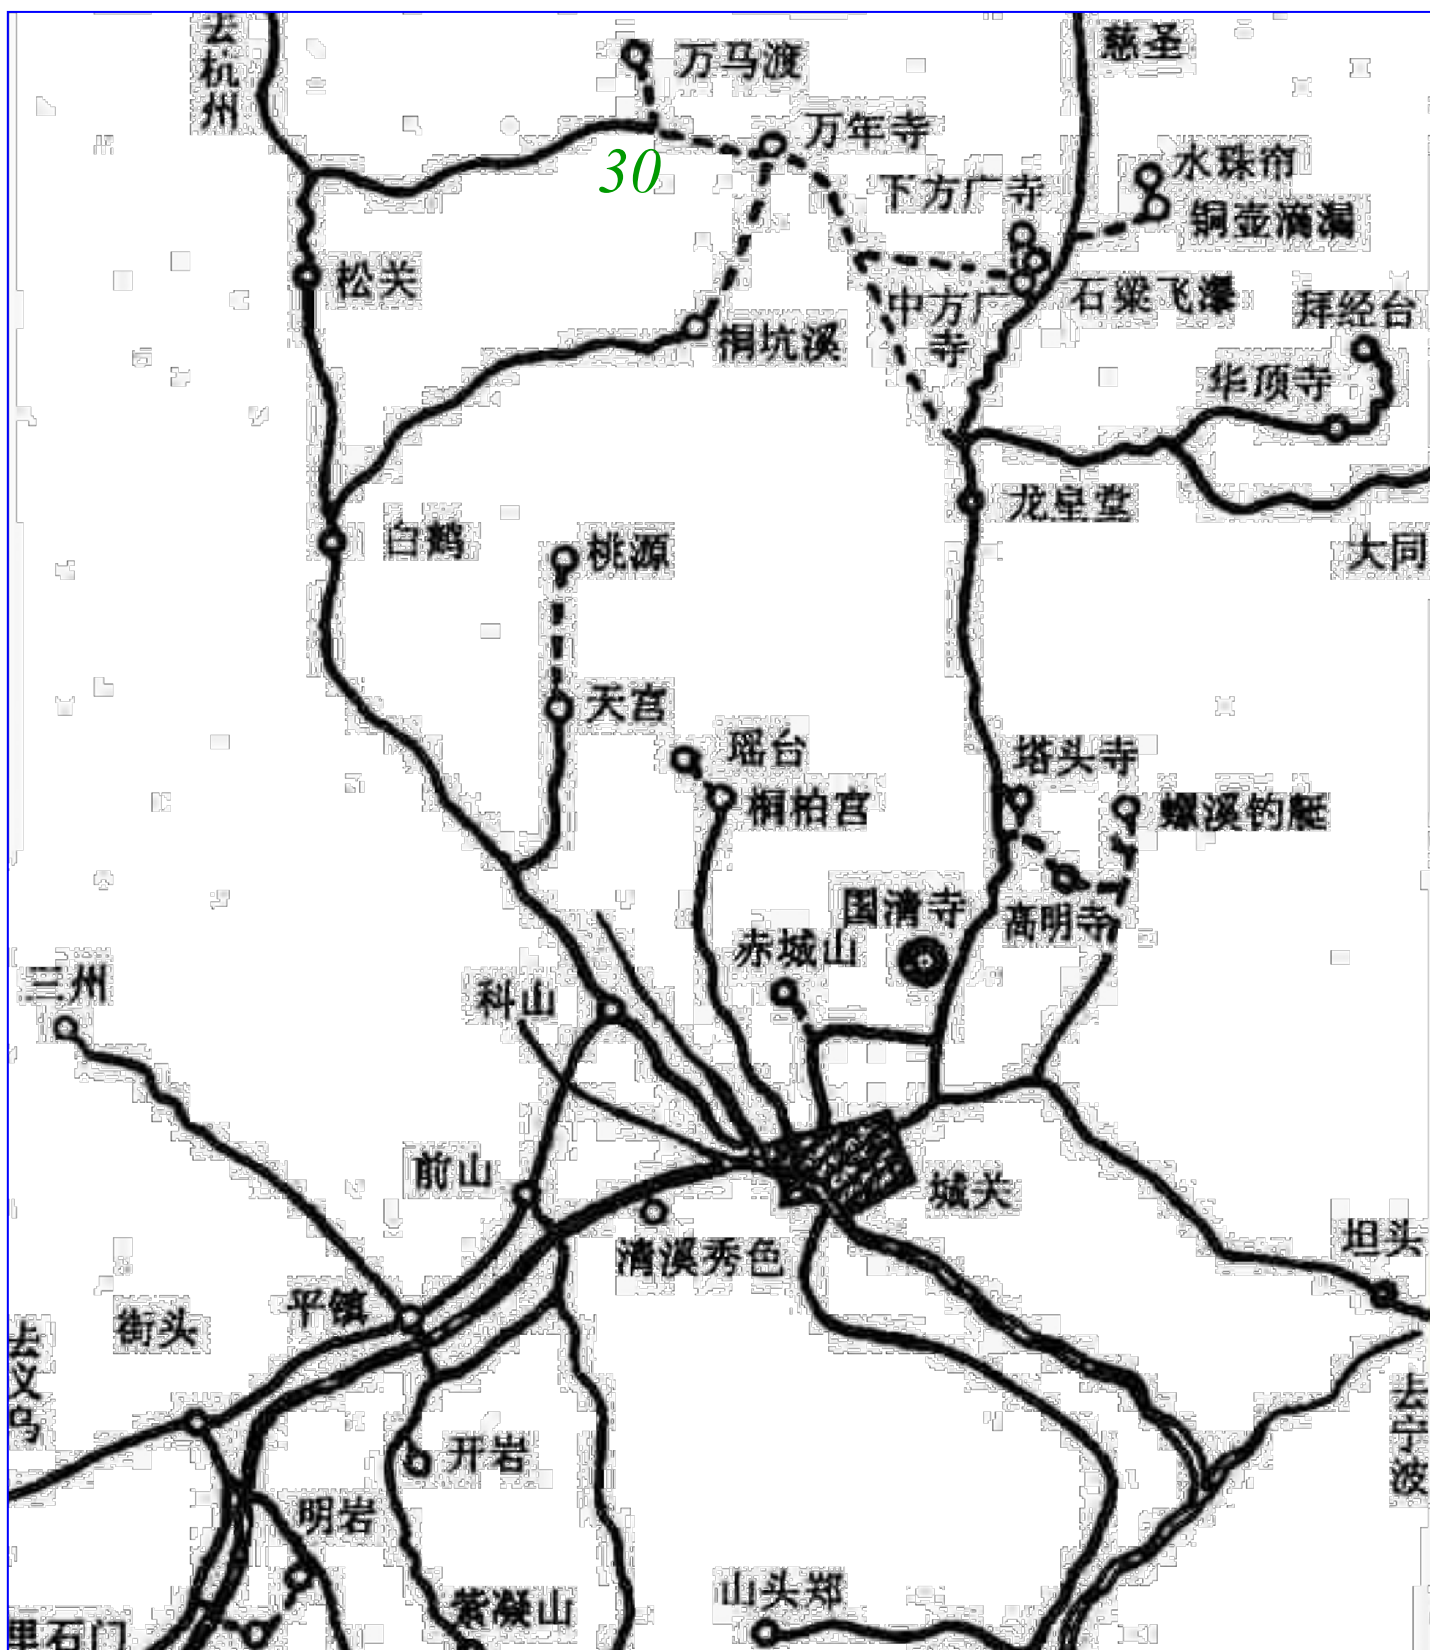 去杭州
万马渡
慈圣
万年寺
30
水珠帘
下方广寺
铜壶滴漏
松关
石梁飞瀑
中方广寺
拜经台
桐坑溪
华顶寺
龙皇堂
白鹤
桃源
大同
天宫
瑶台
塔头寺
桐柏宫
螺溪钓艇
国清寺
高明寺
赤城山
三州
科山
前山
城关
清溪秀色
坦头
平镇
街头
去义乌
去宁波
开岩
明岩
山头郑
紫凝山
里石门